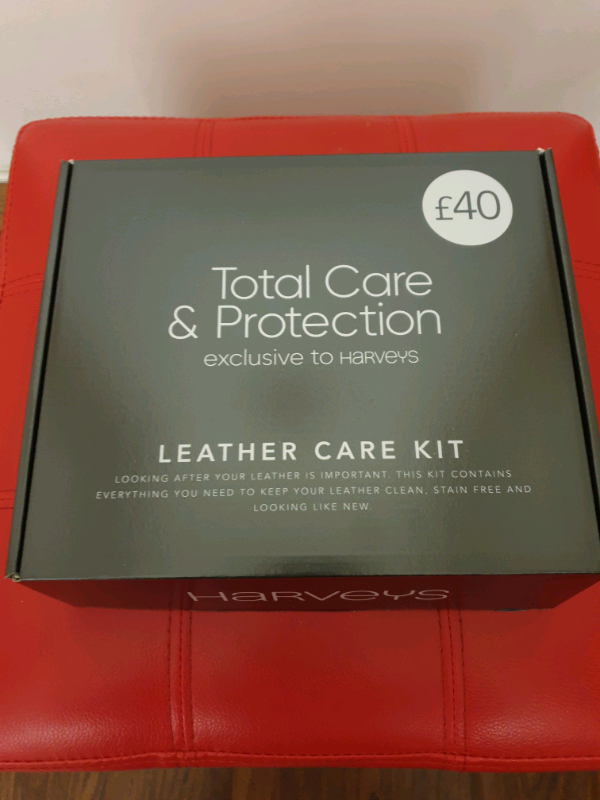 £40
Total Care
& Protection
exclusive to HARVEYS
LEATHER CARE KIT
LOOKING AFTER YOUR LEATHER IS IMPORTANT. THIS KIT CONTAINS
EVERYTHING YOU NEED TO KEEP YOUR LEATHER CLEAN, STAIN FREE AND
LOOKING LIKE NEW.
HARVEYS